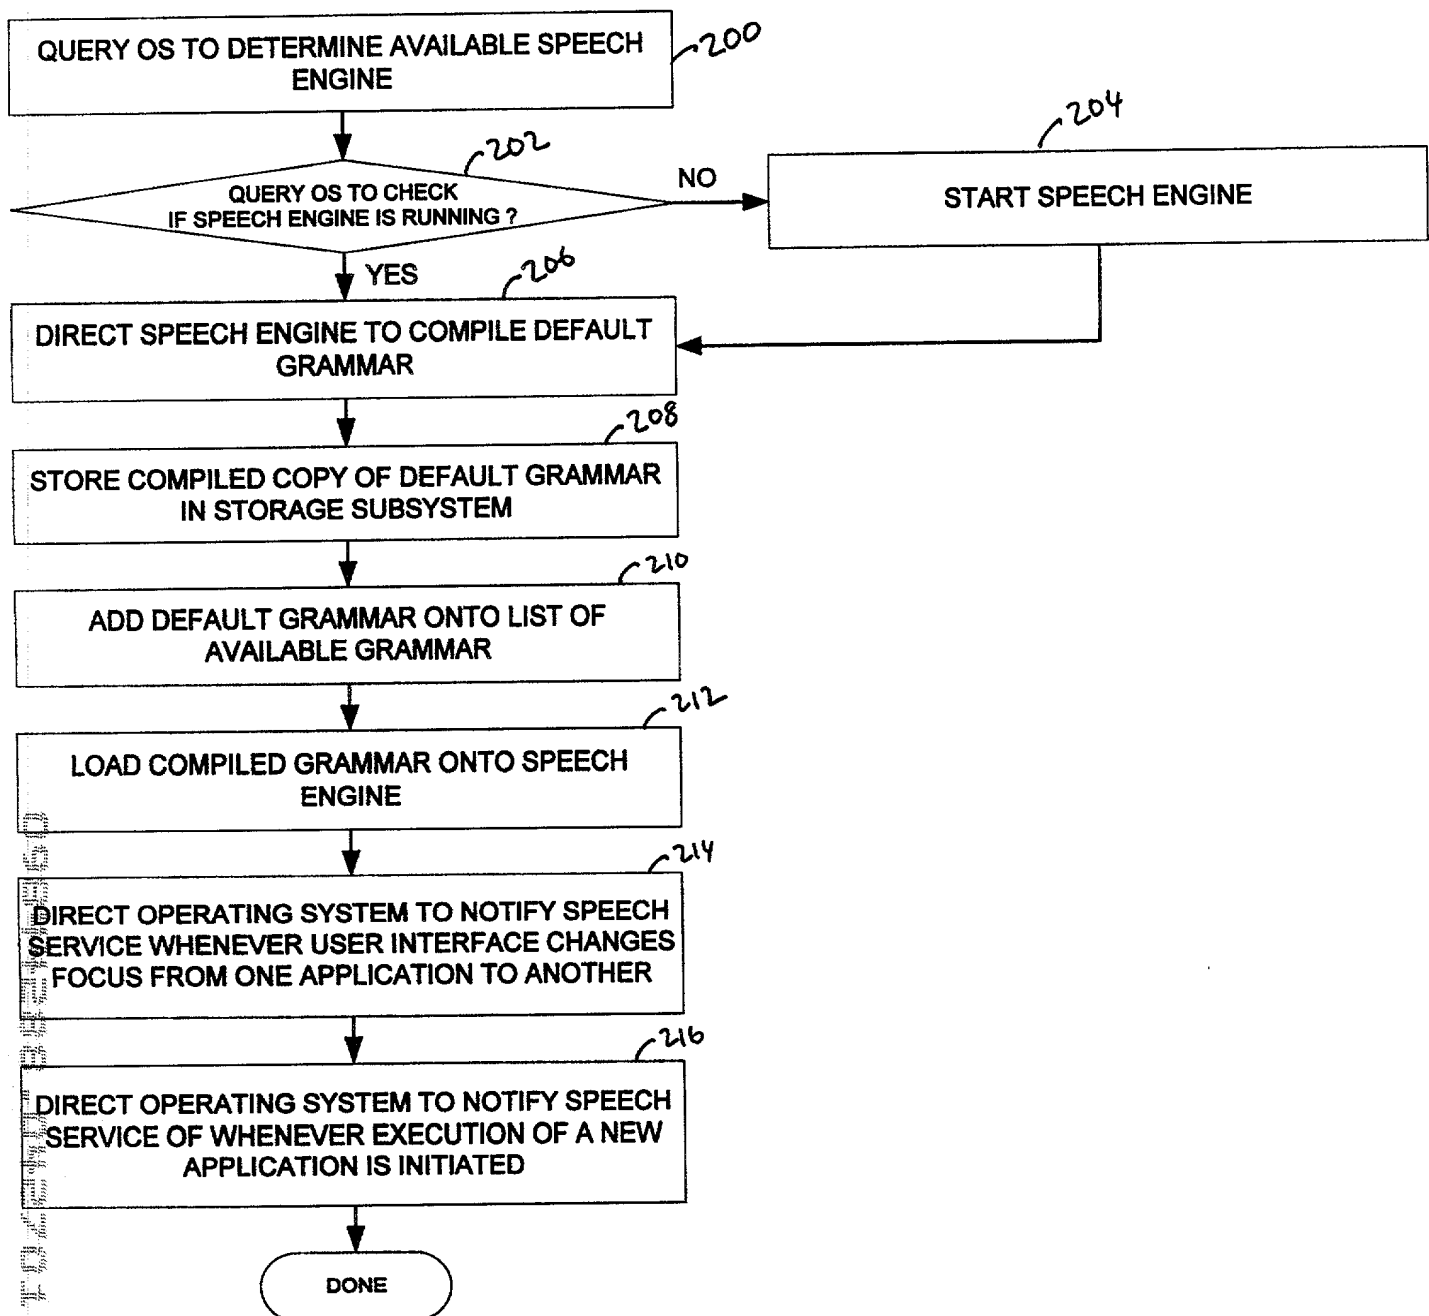 QUERY OS TO DETERMINE AVAILABLE SPEECH
ENGINE
200
202
QUERY OS TO CHECK
IF SPEECH ENGINE IS RUNNING ?
NO
204
START SPEECH ENGINE
YES
206
DIRECT SPEECH ENGINE TO COMPILE DEFAULT
GRAMMAR
208
STORE COMPILED COPY OF DEFAULT GRAMMAR
IN STORAGE SUBSYSTEM
210
ADD DEFAULT GRAMMAR ONTO LIST OF
AVAILABLE GRAMMAR
212
LOAD COMPILED GRAMMAR ONTO SPEECH
ENGINE
214
DIRECT OPERATING SYSTEM TO NOTIFY SPEECH
SERVICE WHENEVER USER INTERFACE CHANGES
FOCUS FROM ONE APPLICATION TO ANOTHER
216
DIRECT OPERATING SYSTEM TO NOTIFY SPEECH
SERVICE OF WHENEVER EXECUTION OF A NEW
APPLICATION IS INITIATED
DONE